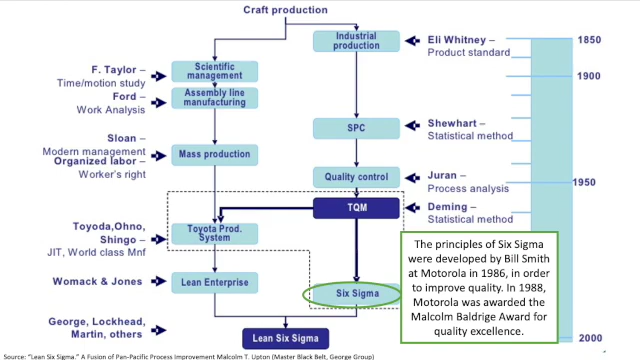 Craft production
Industrial
production
Eli Whitney –
Product standard
1850
F. Taylor –
Time/motion study
Scientific
management
1900
Ford –
Work Analysis
Assembly line
manufacturing
Shewhart –
Statistical method
SPC
Sloan –
Modern management
Organized labor –
Worker's right
Mass production
Quality control
Juran –
Process analysis
1950
TQM
Deming –
Statistical method
Toyoda,Ohno,
Shingo –
JIT, World class Mnf
Toyota Prod.
System
The principles of Six Sigma
were developed by Bill Smith
at Motorola in 1986, in order
to improve quality. In 1988,
Motorola was awarded the
Malcolm Baldrige Award for
quality excellence.
Womack & Jones
Lean Enterprise
Six Sigma
George, Lockhead,
Martin, others
Lean Six Sigma
2000
Source: “Lean Six Sigma.” A Fusion of Pan-Pacific Process Improvement Malcolm T. Upton (Master Black Belt, George Group)